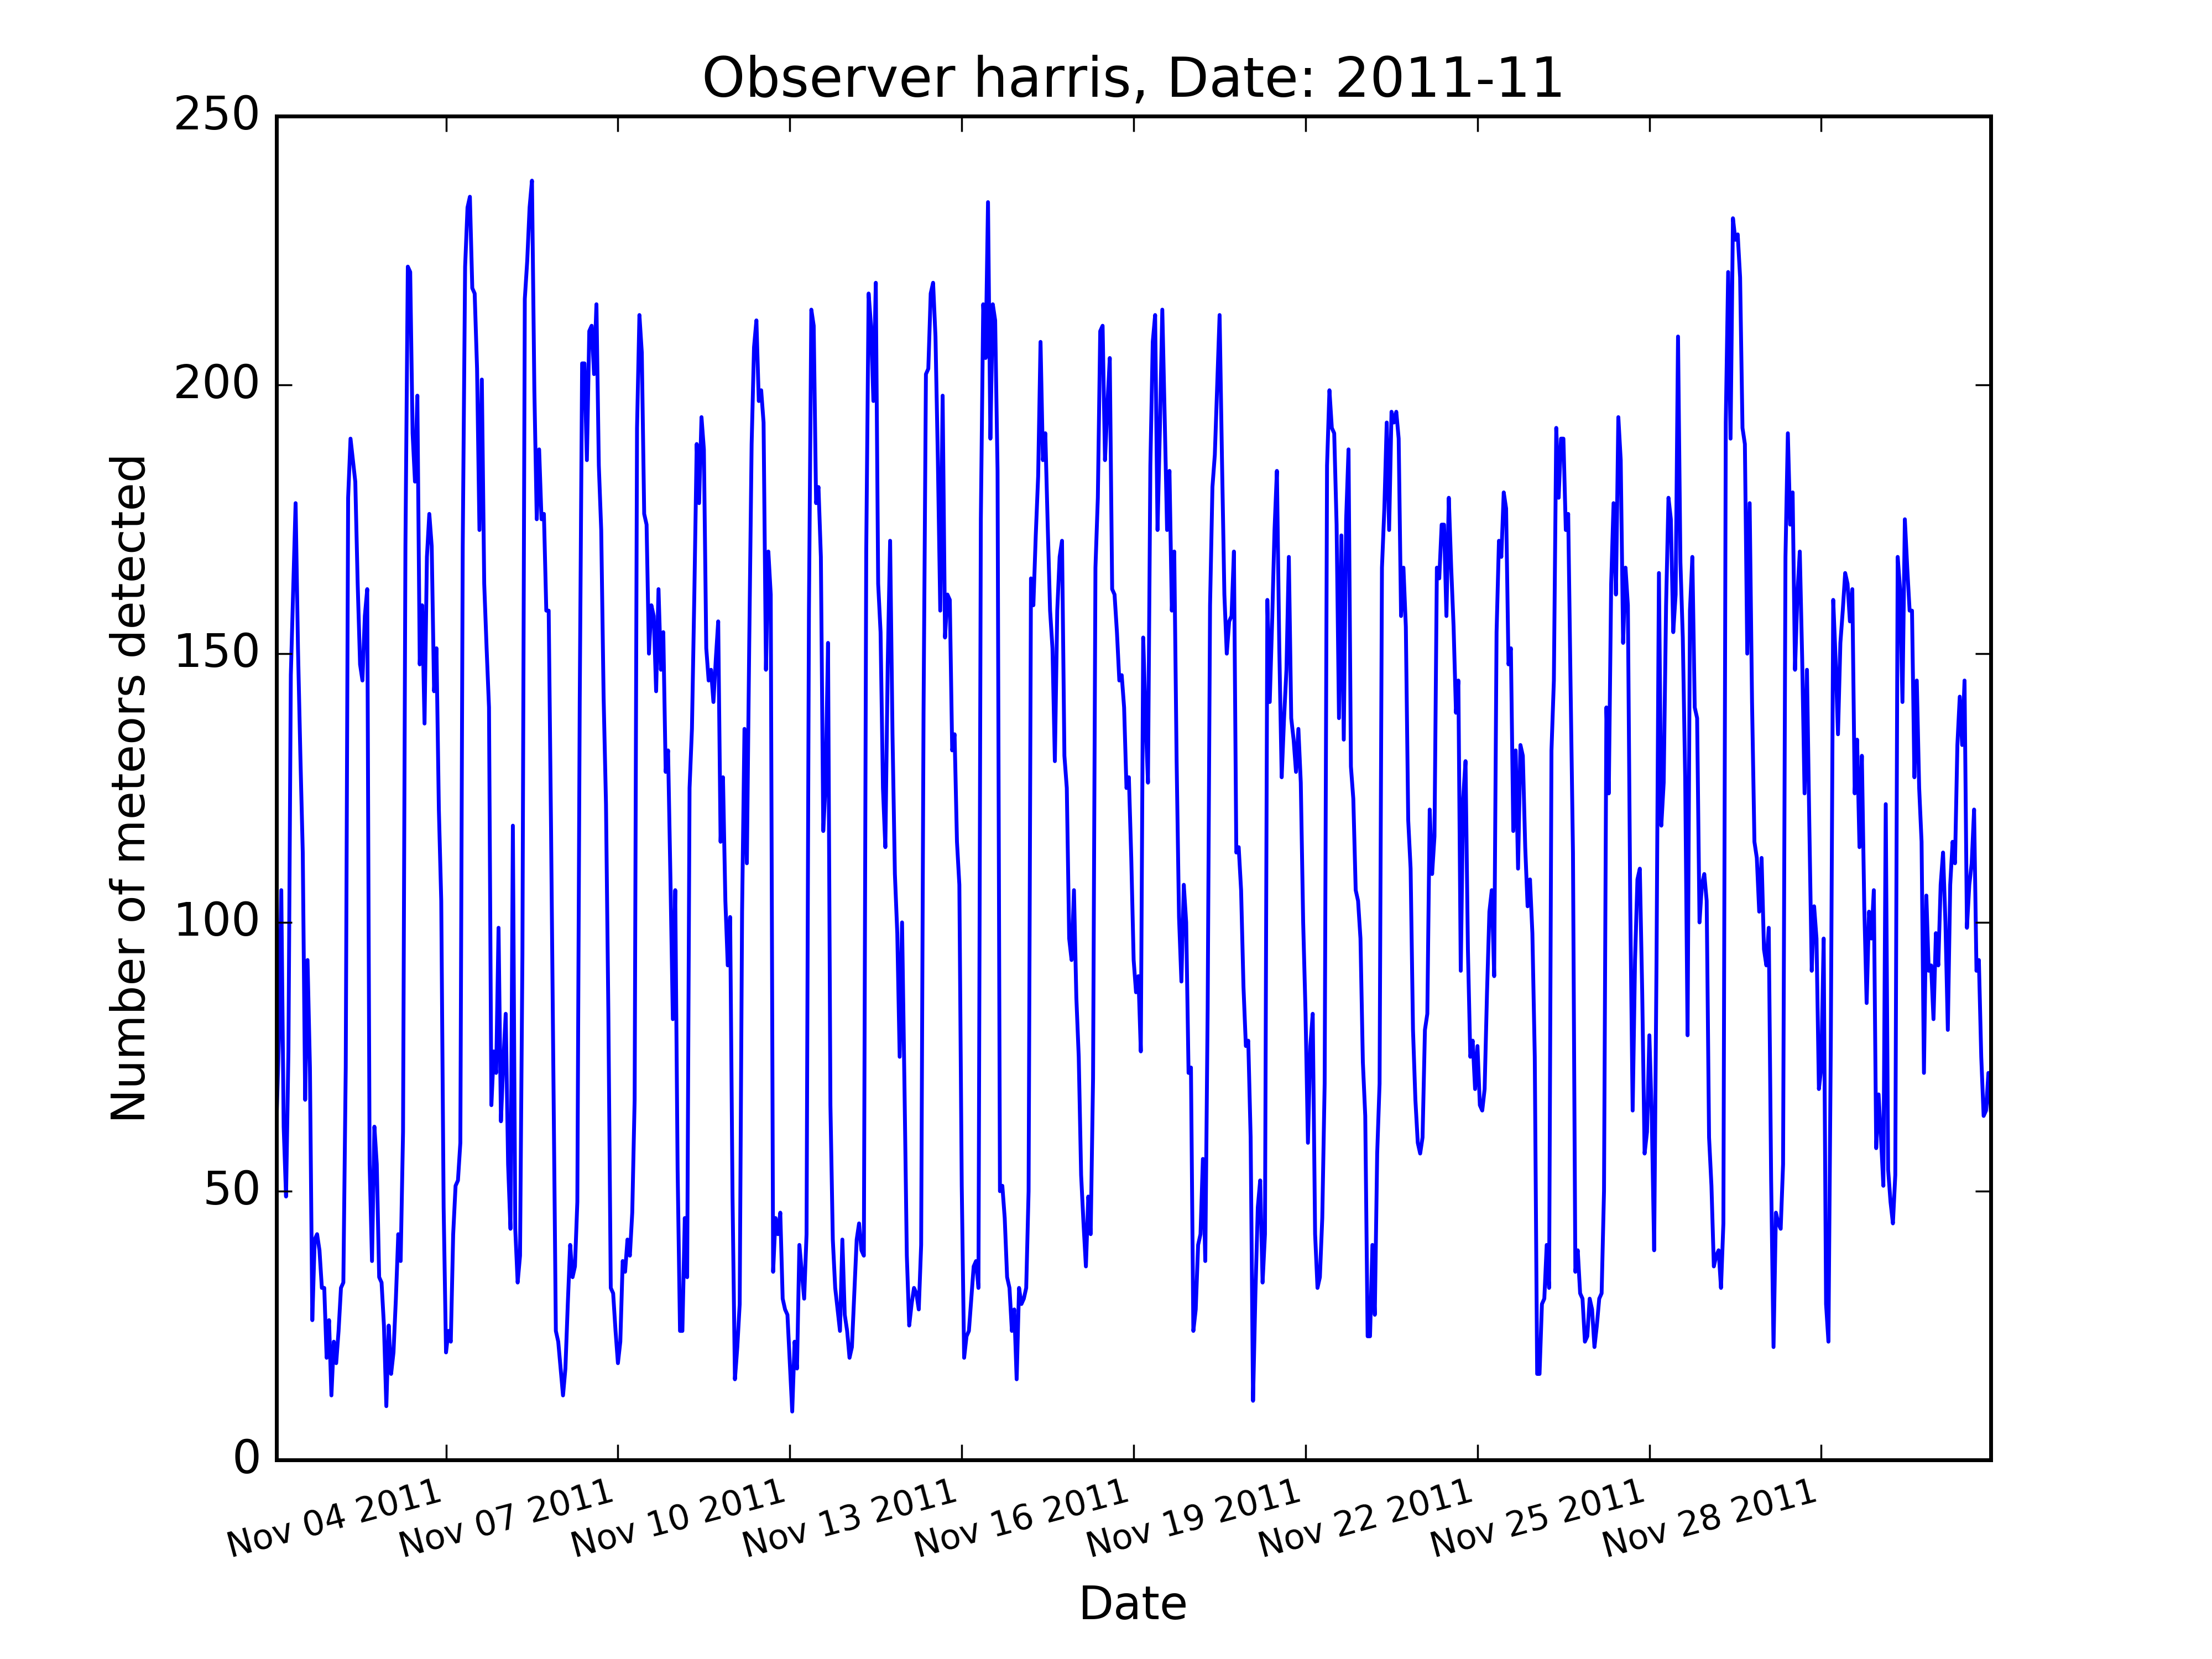 Observer harris, Date: 2011-11
250
200
150
100
50
0
Number of meteors detected
Nov 04 2011
Nov 07 2011
Nov 10 2011
Nov 13 2011
Nov 16 2011
Nov 19 2011
Nov 22 2011
Nov 25 2011
Nov 28 2011
Date